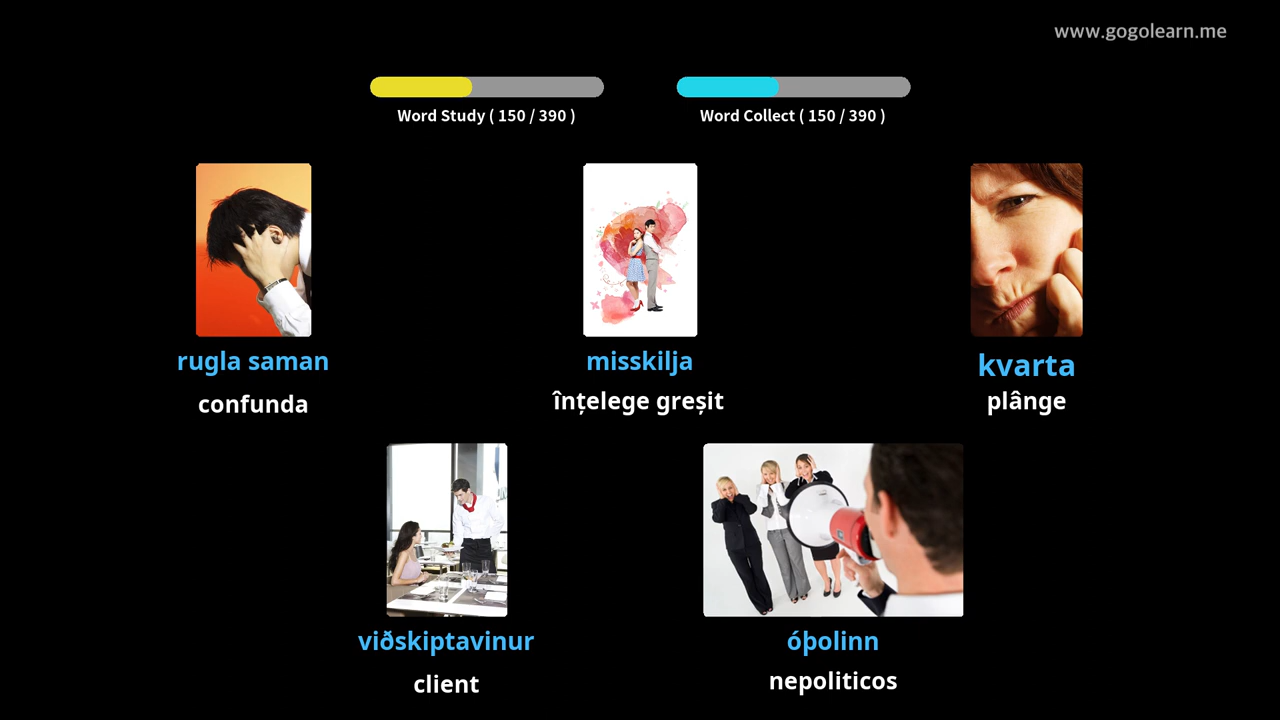 www.gogolearn.me
Word Study ( 150 / 390 )
Word Collect ( 150 / 390 )
rugla saman
misskilja
kvarta
confunda
înțelege greșit
plânge
viðskiptavinur
óþolinn
client
nepoliticos